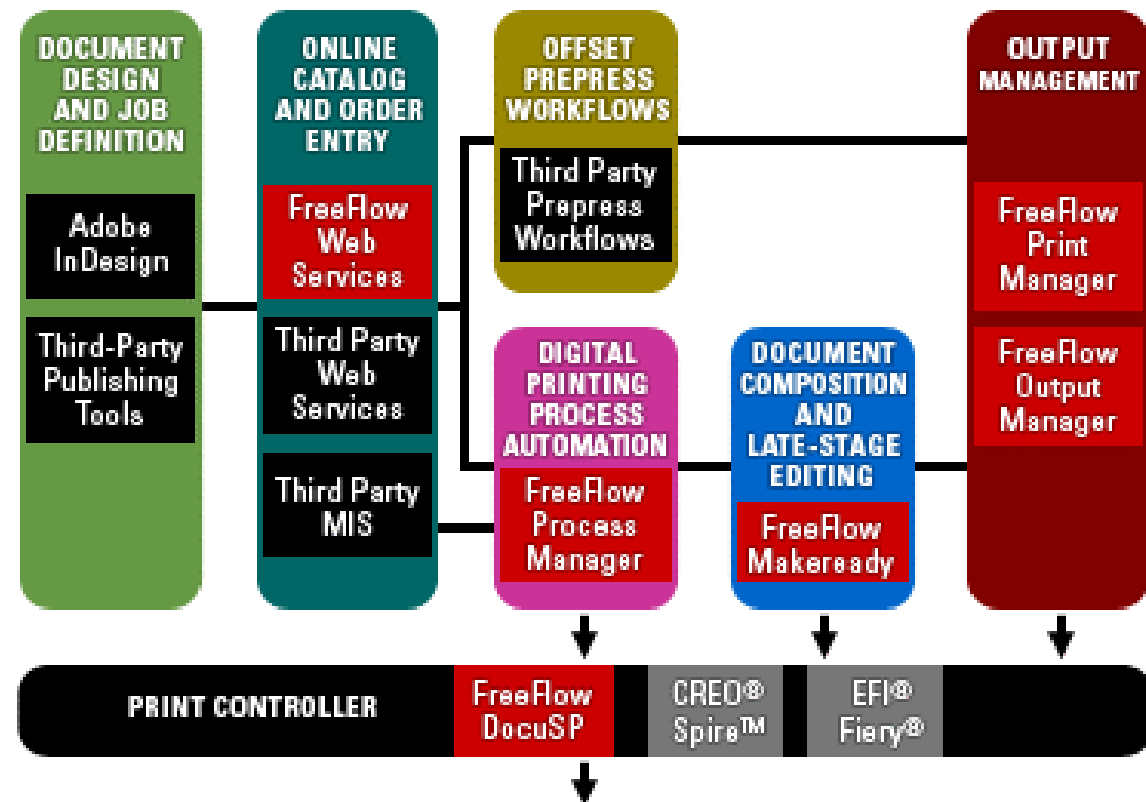 DOCUMENT
DESIGN
AND JOB
DEFINITION
Adobe
InDesign
Third-Party
Publishing
Tools
ONLINE
CATALOG
AND ORDER
ENTRY
FreeFlow
Web
Services
Third Party
Web
Services
Third Party
MIS
OFFSET
PREPRESS
WORKFLOWS
Third Party
Prepress
Workflows
DIGITAL
PRINTING
PROCESS
AUTOMATION
FreeFlow
Process
Manager
DOCUMENT
COMPOSITION
AND
LATE-STAGE
EDITING
FreeFlow
Makeready
OUTPUT
MANAGEMENT
FreeFlow
Print
Manager
FreeFlow
Output
Manager
PRINT CONTROLLER
FreeFlow
DocuSP
CREO®
Spire™
EFI®
Fiery®